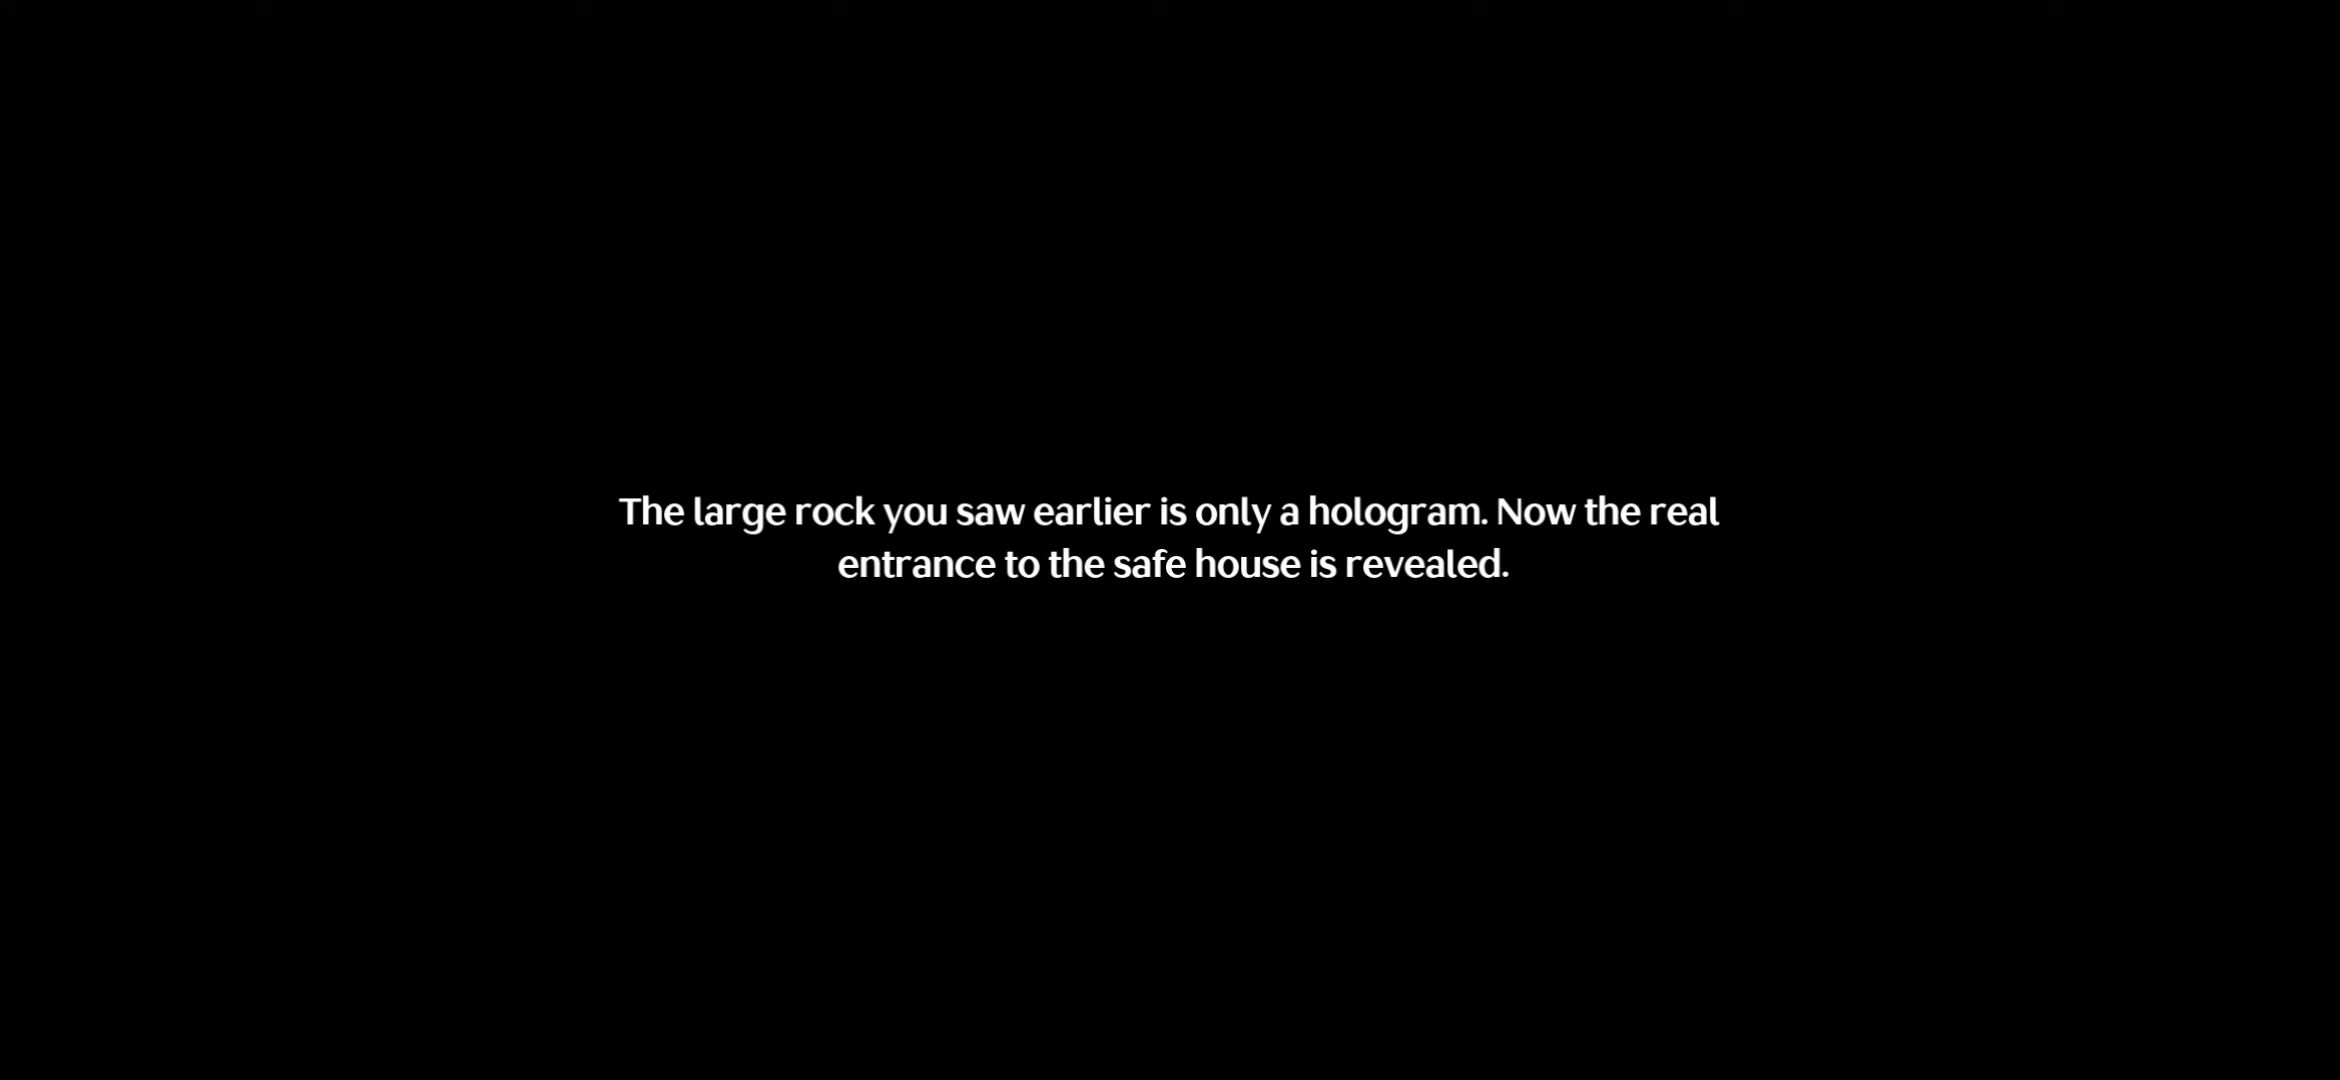 The large rock you saw earlier is only a hologram. Now the real
entrance to the safe house is revealed.